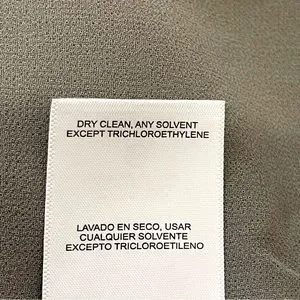 DRY CLEAN, ANY SOLVENT
EXCEPT TRICHLOROETHYLENE
LAVADO EN SECO, USAR
CUALQUIER SOLVENTE
EXCEPTO TRICLOROETILENO